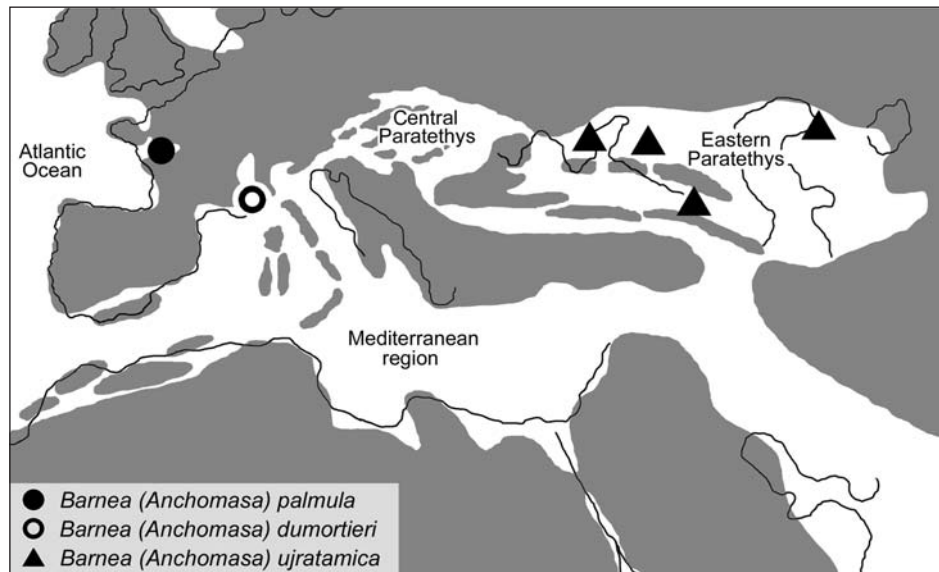 Atlantic
Ocean
Central
Paratethys
Eastern
Paratethys
Mediterranean
region
Barnea (Anchomasa) palmula
Barnea (Anchomasa) dumortieri
Barnea (Anchomasa) ujratamica